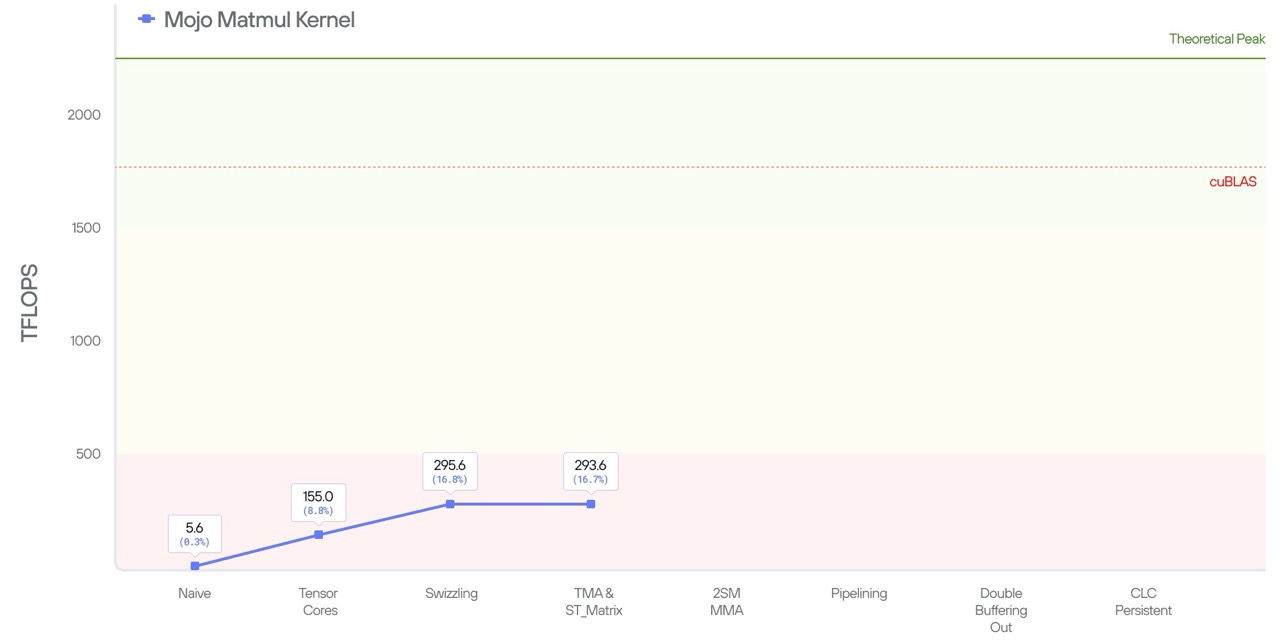 Mojo Matmul Kernel
Theoretical Peak
2000
cuBLAS
1500
TFLOPS
1000
500
295.6
(16.8%)
293.6
(16.7%)
155.0
(8.8%)
5.6
(0.3%)
Naive
Tensor
Cores
Swizzling
TMA &
ST_Matrix
2SM
MMA
Pipelining
Double
Buffering
Out
CLC
Persistent